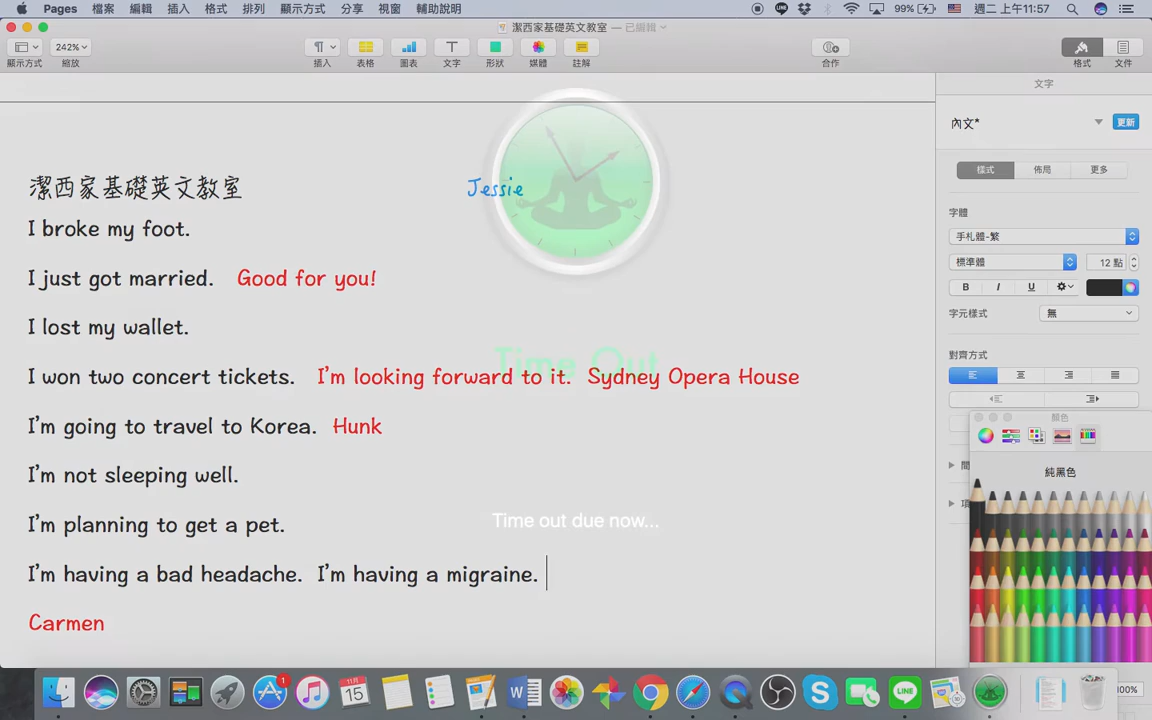 Pages 檔案 編輯 插入 格式 排列 顯示方式 分享 視窗 輔助說明 99% 週二 上午11:57
潔西家基礎英文教室 — 已編輯
242%
顯示方式 縮放 插入 表格 圖表 文字 形狀 媒體 註解 合作 格式 文件
文字
內文* 更新
樣式 佈局 更多
潔西家基礎英文教室 Jessie
字體
I broke my foot.
手札體-繁
標準體 12 點
I just got married. Good for you!
B I U
字元樣式 無
I lost my wallet.
對齊方式
Time Out
I won two concert tickets. I'm looking forward to it. Sydney Opera House
顏色
I'm going to travel to Korea. Hunk
純黑色
I'm not sleeping well.
I'm planning to get a pet.
Time out due now...
I'm having a bad headache. I'm having a migraine.
Carmen
1
11月
15
LINE
100%